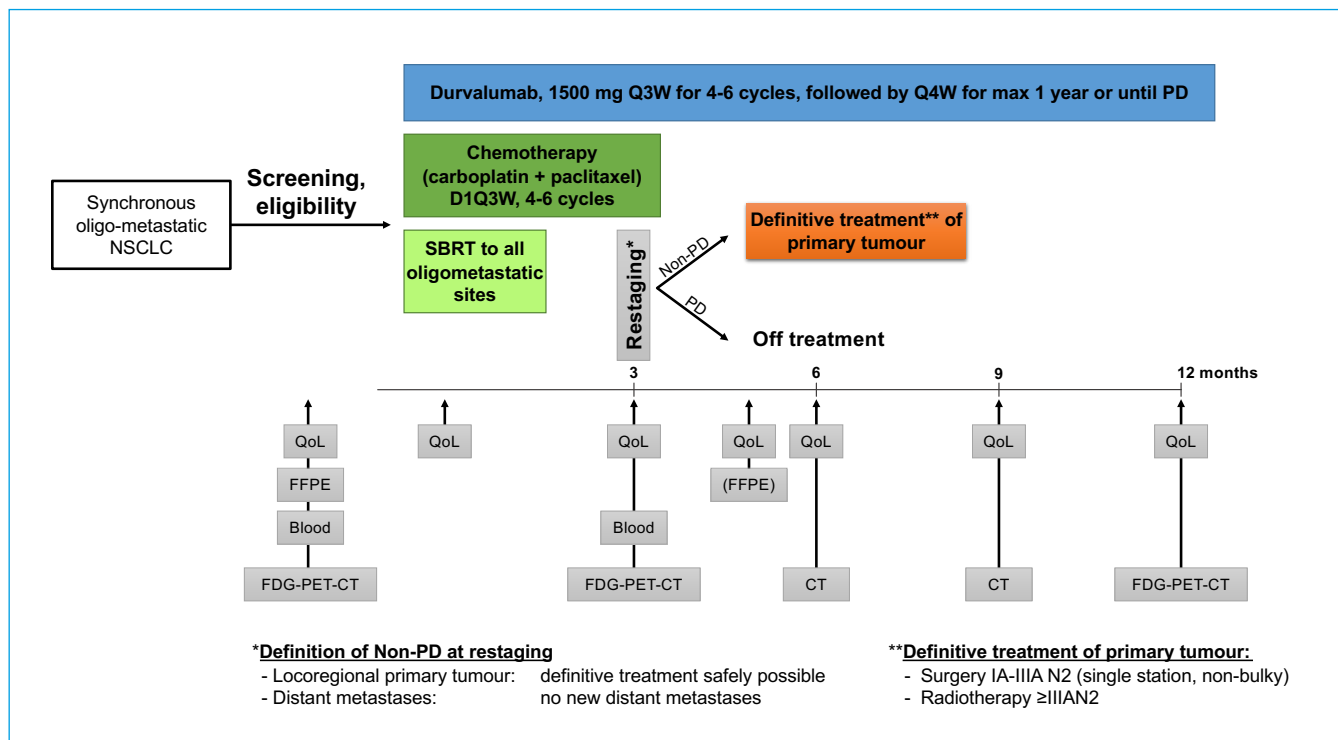 Durvalumab, 1500 mg Q3W for 4-6 cycles, followed by Q4W for max 1 year or until PD
Chemotherapy
(carboplatin + paclitaxel)
D1Q3W, 4-6 cycles
Screening,
eligibility
Synchronous
oligo-metastatic
NSCLC
SBRT to all
oligometastatic
sites
Restaging*
Non-PD
PD
Definitive treatment** of
primary tumour
Off treatment
3
6
9
12 months
QoL
QoL
QoL
QoL
QoL
QoL
QoL
FFPE
(FFPE)
Blood
Blood
FDG-PET-CT
FDG-PET-CT
CT
CT
FDG-PET-CT
*Definition of Non-PD at restaging
- Locoregional primary tumour: definitive treatment safely possible
- Distant metastases: no new distant metastases
**Definitive treatment of primary tumour:
- Surgery IA-IIIA N2 (single station, non-bulky)
- Radiotherapy ≥IIIAN2